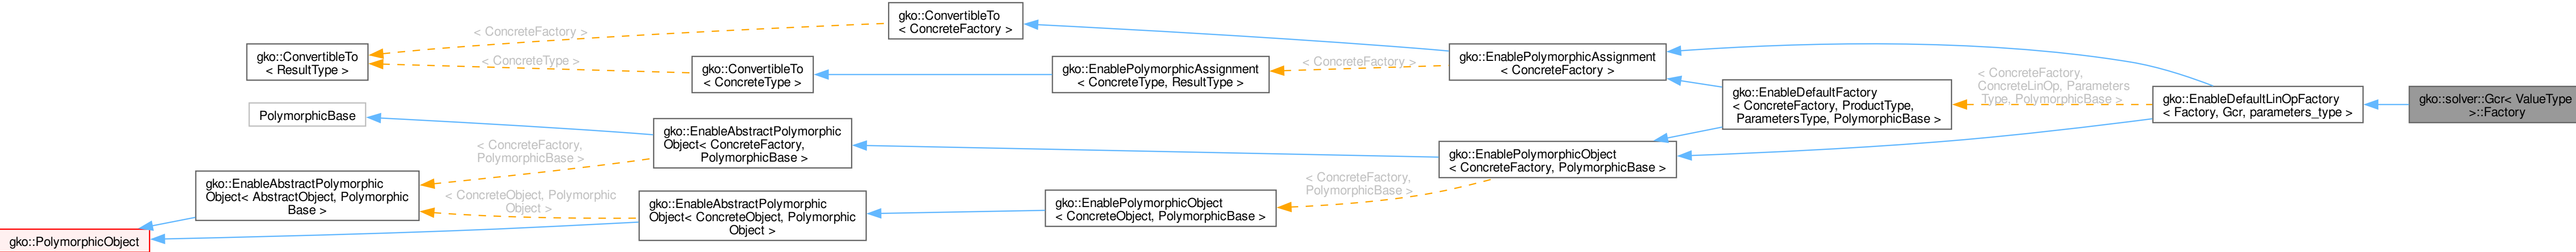 gko::ConvertibleTo
< ConcreteFactory >
< ConcreteFactory >
gko::ConvertibleTo
< ResultType >
< ConcreteType >
gko::ConvertibleTo
< ConcreteType >
gko::EnablePolymorphicAssignment
< ConcreteType, ResultType >
< ConcreteFactory >
gko::EnablePolymorphicAssignment
< ConcreteFactory >
gko::EnableDefaultFactory
< ConcreteFactory, ProductType,
ParametersType, PolymorphicBase >
< ConcreteFactory,
ConcreteLinOp, Parameters
Type, PolymorphicBase >
gko::EnableDefaultLinOpFactory
< Factory, Gcr, parameters_type >
gko::solver::Gcr< ValueType
>::Factory
PolymorphicBase
gko::EnableAbstractPolymorphic
Object< ConcreteFactory,
PolymorphicBase >
< ConcreteFactory,
PolymorphicBase >
gko::EnablePolymorphicObject
< ConcreteFactory, PolymorphicBase >
gko::EnableAbstractPolymorphic
Object< AbstractObject, Polymorphic
Base >
< ConcreteObject, Polymorphic
Object >
gko::EnableAbstractPolymorphic
Object< ConcreteObject, Polymorphic
Object >
gko::EnablePolymorphicObject
< ConcreteObject, PolymorphicBase >
< ConcreteFactory,
PolymorphicBase >
gko::PolymorphicObject